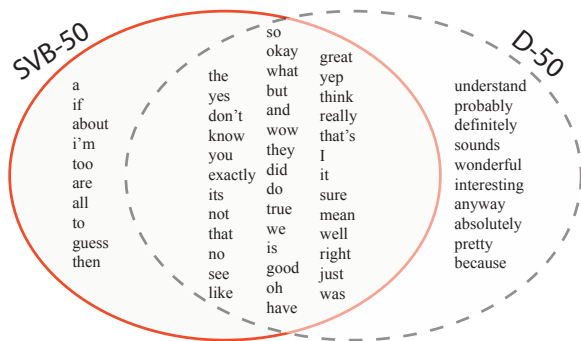 SVB-50
D-50
a
if
about
i'm
too
are
all
to
guess
then
the
yes
don't
know
you
exactly
its
not
that
no
see
like
so
okay
what
but
and
wow
they
did
do
true
we
is
good
oh
have
great
yep
think
really
that's
I
it
sure
mean
well
right
just
was
understand
probably
definitely
sounds
wonderful
interesting
anyway
absolutely
pretty
because